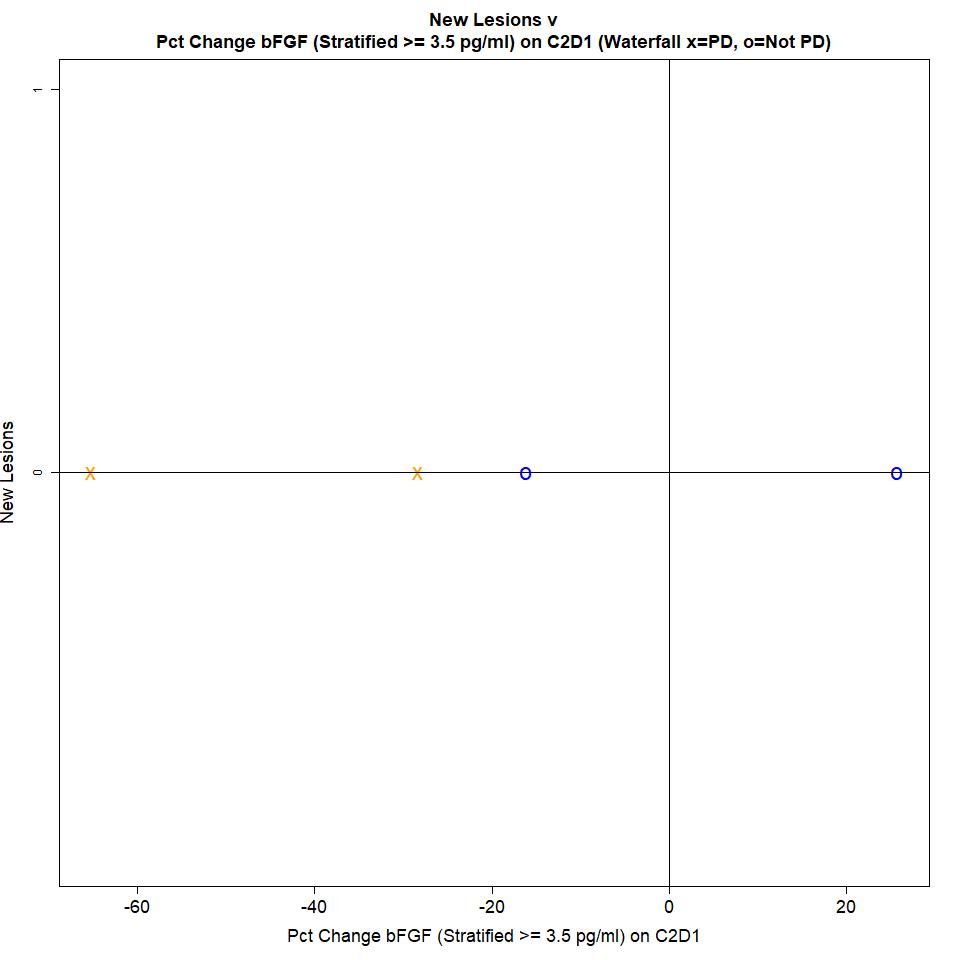 New Lesions v
Pct Change bFGF (Stratified >= 3.5 pg/ml) on C2D1 (Waterfall x=PD, o=Not PD)
1
0
New Lesions
x x o o
-60 -40 -20 0 20
Pct Change bFGF (Stratified >= 3.5 pg/ml) on C2D1